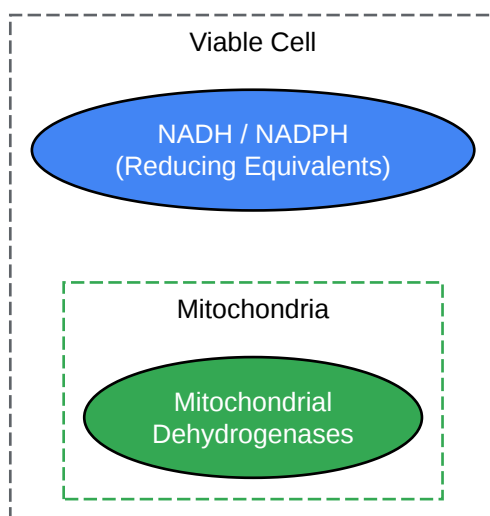 Viable Cell
NADH / NADPH
(Reducing Equivalents)
Mitochondria
Mitochondrial
Dehydrogenases